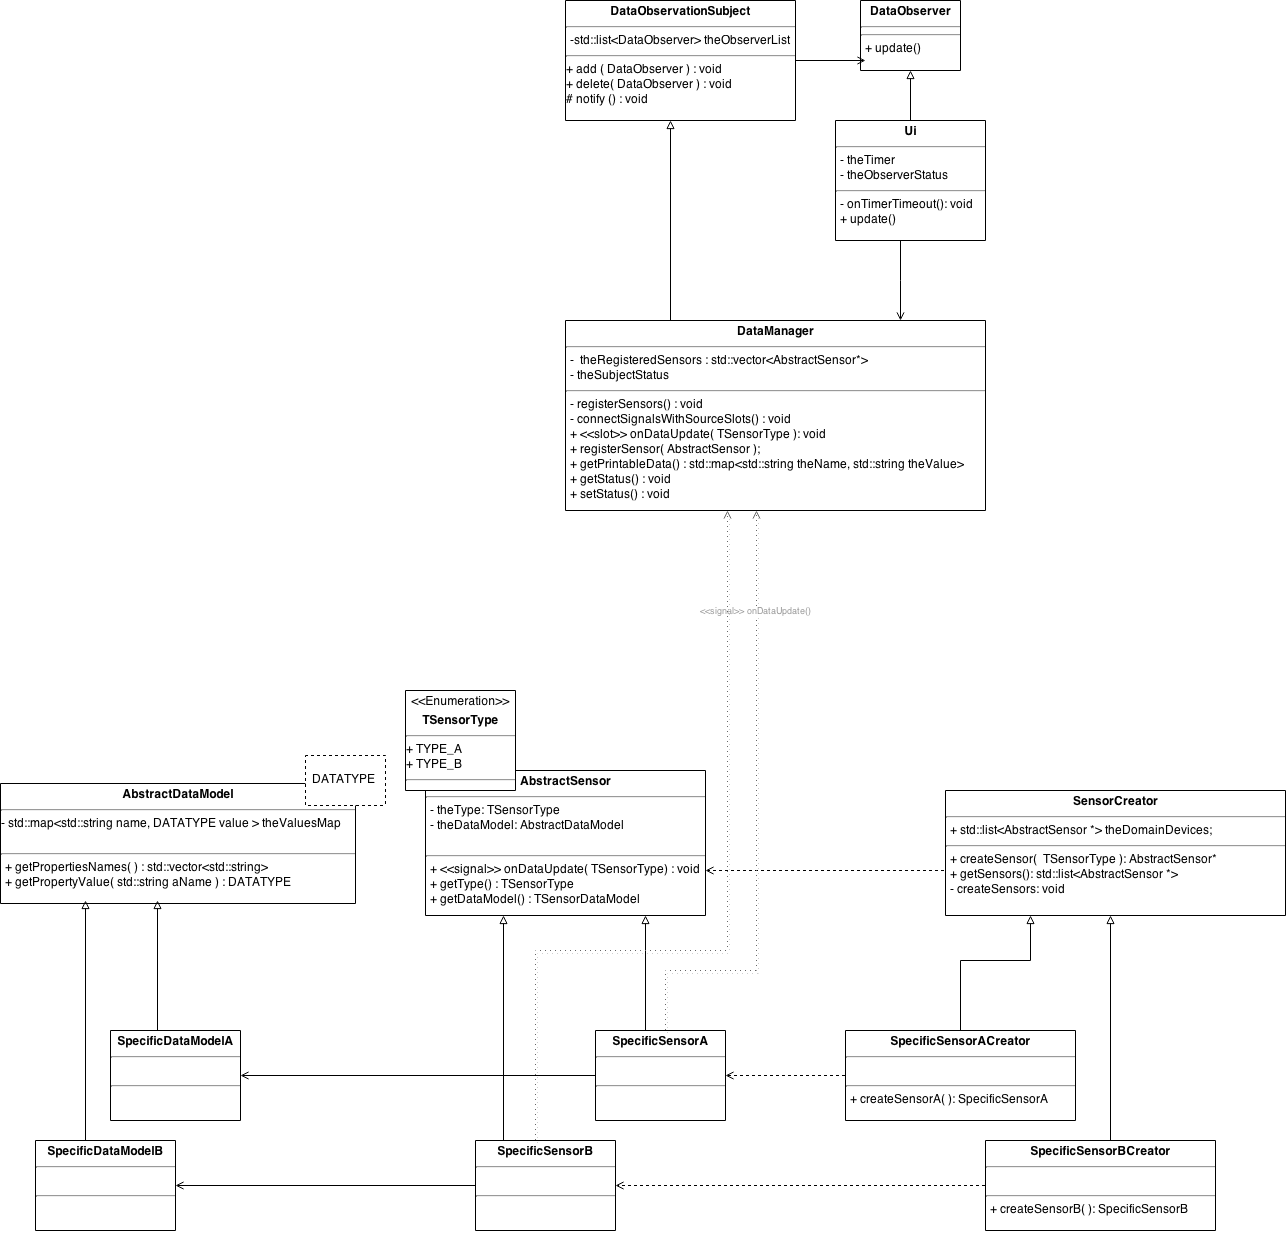 DataObservationSubject
-std::list<DataObserver> theObserverList
+ add ( DataObserver ) : void
+ delete( DataObserver ) : void
# notify () : void
DataObserver
+ update()
Ui
- theTimer
- theObserverStatus
- onTimerTimeout(): void
+ update()
DataManager
- theRegisteredSensors : std::vector<AbstractSensor*>
- theSubjectStatus
- registerSensors() : void
- connectSignalsWithSourceSlots() : void
+ <<slot>> onDataUpdate( TSensorType ): void
+ registerSensor( AbstractSensor );
+ getPrintableData() : std::map<std::string theName, std::string theValue>
+ getStatus() : void
+ setStatus() : void
<<signal>> onDataUpdate()
<<Enumeration>>
TSensorType
+ TYPE_A
+ TYPE_B
DATATYPE
AbstractDataModel
- std::map<std::string name, DATATYPE value > theValuesMap
+ getPropertiesNames( ) : std::vector<std::string>
+ getPropertyValue( std::string aName ) : DATATYPE
AbstractSensor
- theType: TSensorType
- theDataModel: AbstractDataModel
+ <<signal>> onDataUpdate( TSensorType) : void
+ getType() : TSensorType
+ getDataModel() : TSensorDataModel
SensorCreator
+ std::list<AbstractSensor *> theDomainDevices;
+ createSensor( TSensorType ): AbstractSensor*
+ getSensors(): std::list<AbstractSensor *>
- createSensors: void
SpecificDataModelA
SpecificSensorA
SpecificSensorACreator
+ createSensorA( ): SpecificSensorA
SpecificDataModelB
SpecificSensorB
SpecificSensorBCreator
+ createSensorB( ): SpecificSensorB